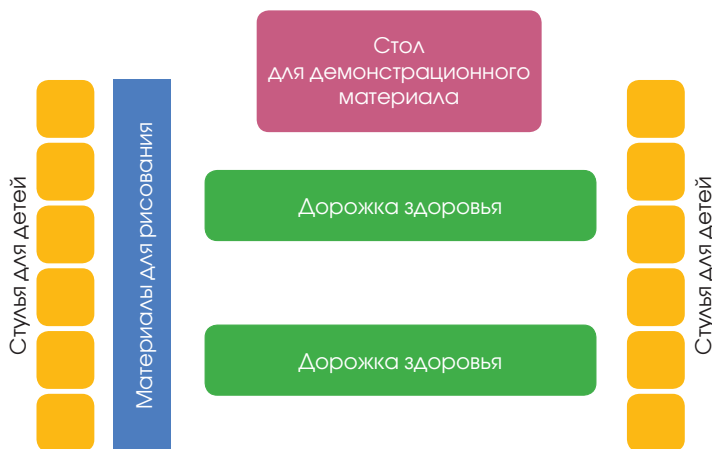 Стол
для демонстрационного
материала
Стулья для детей
Материалы для рисования
Дорожка здоровья
Дорожка здоровья
Стулья для детей